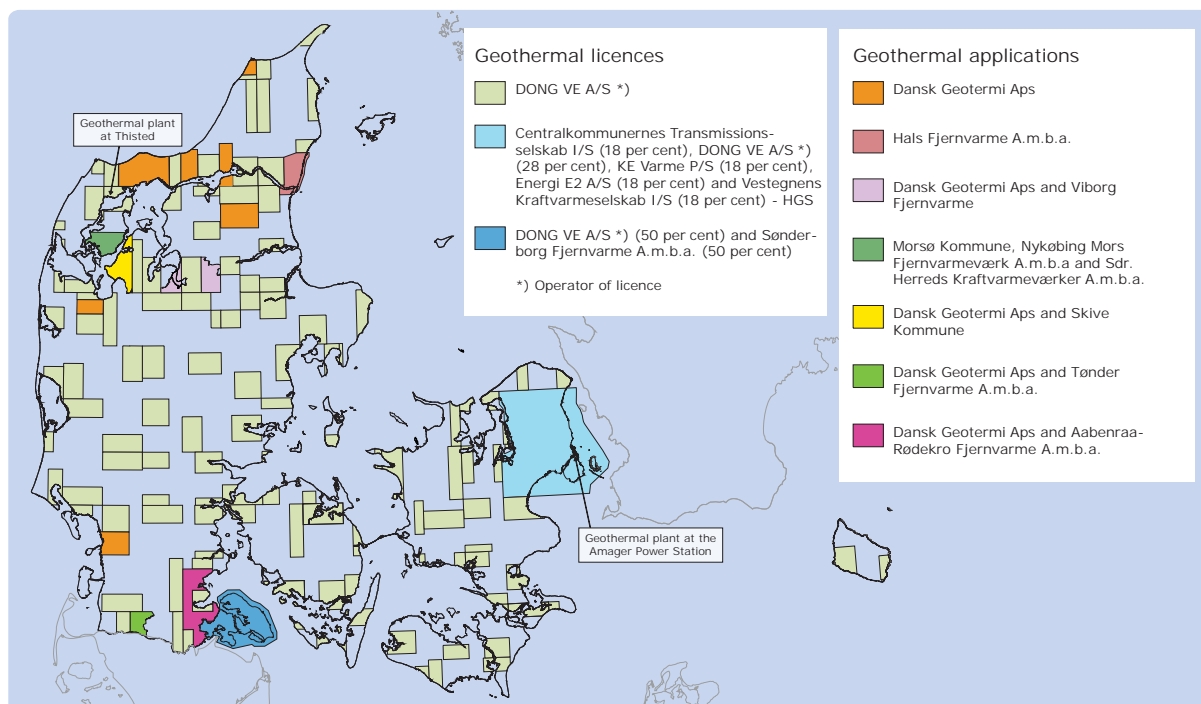 Geothermal plant
at Thisted
Geothermal licences
DONG VE A/S *)
Centralkommunernes Transmissions-
selskab I/S (18 per cent), DONG VE A/S *)
(28 per cent), KE Varme P/S (18 per cent),
Energi E2 A/S (18 per cent) and Vestegnens
Kraftvarmeselskab I/S (18 per cent) - HGS
DONG VE A/S *) (50 per cent) and Sønder-
borg Fjernvarme A.m.b.a. (50 per cent)
*) Operator of licence
Geothermal applications
Dansk Geotermi Aps
Hals Fjernvarme A.m.b.a.
Dansk Geotermi Aps and Viborg
Fjernvarme
Morsø Kommune, Nykøbing Mors
Fjernvarmeværk A.m.b.a and Sdr.
Herreds Kraftvarmeværker A.m.b.a.
Dansk Geotermi Aps and Skive
Kommune
Dansk Geotermi Aps and Tønder
Fjernvarme A.m.b.a.
Dansk Geotermi Aps and Aabenraa-
Rødekro Fjernvarme A.m.b.a.
Geothermal plant at the
Amager Power Station